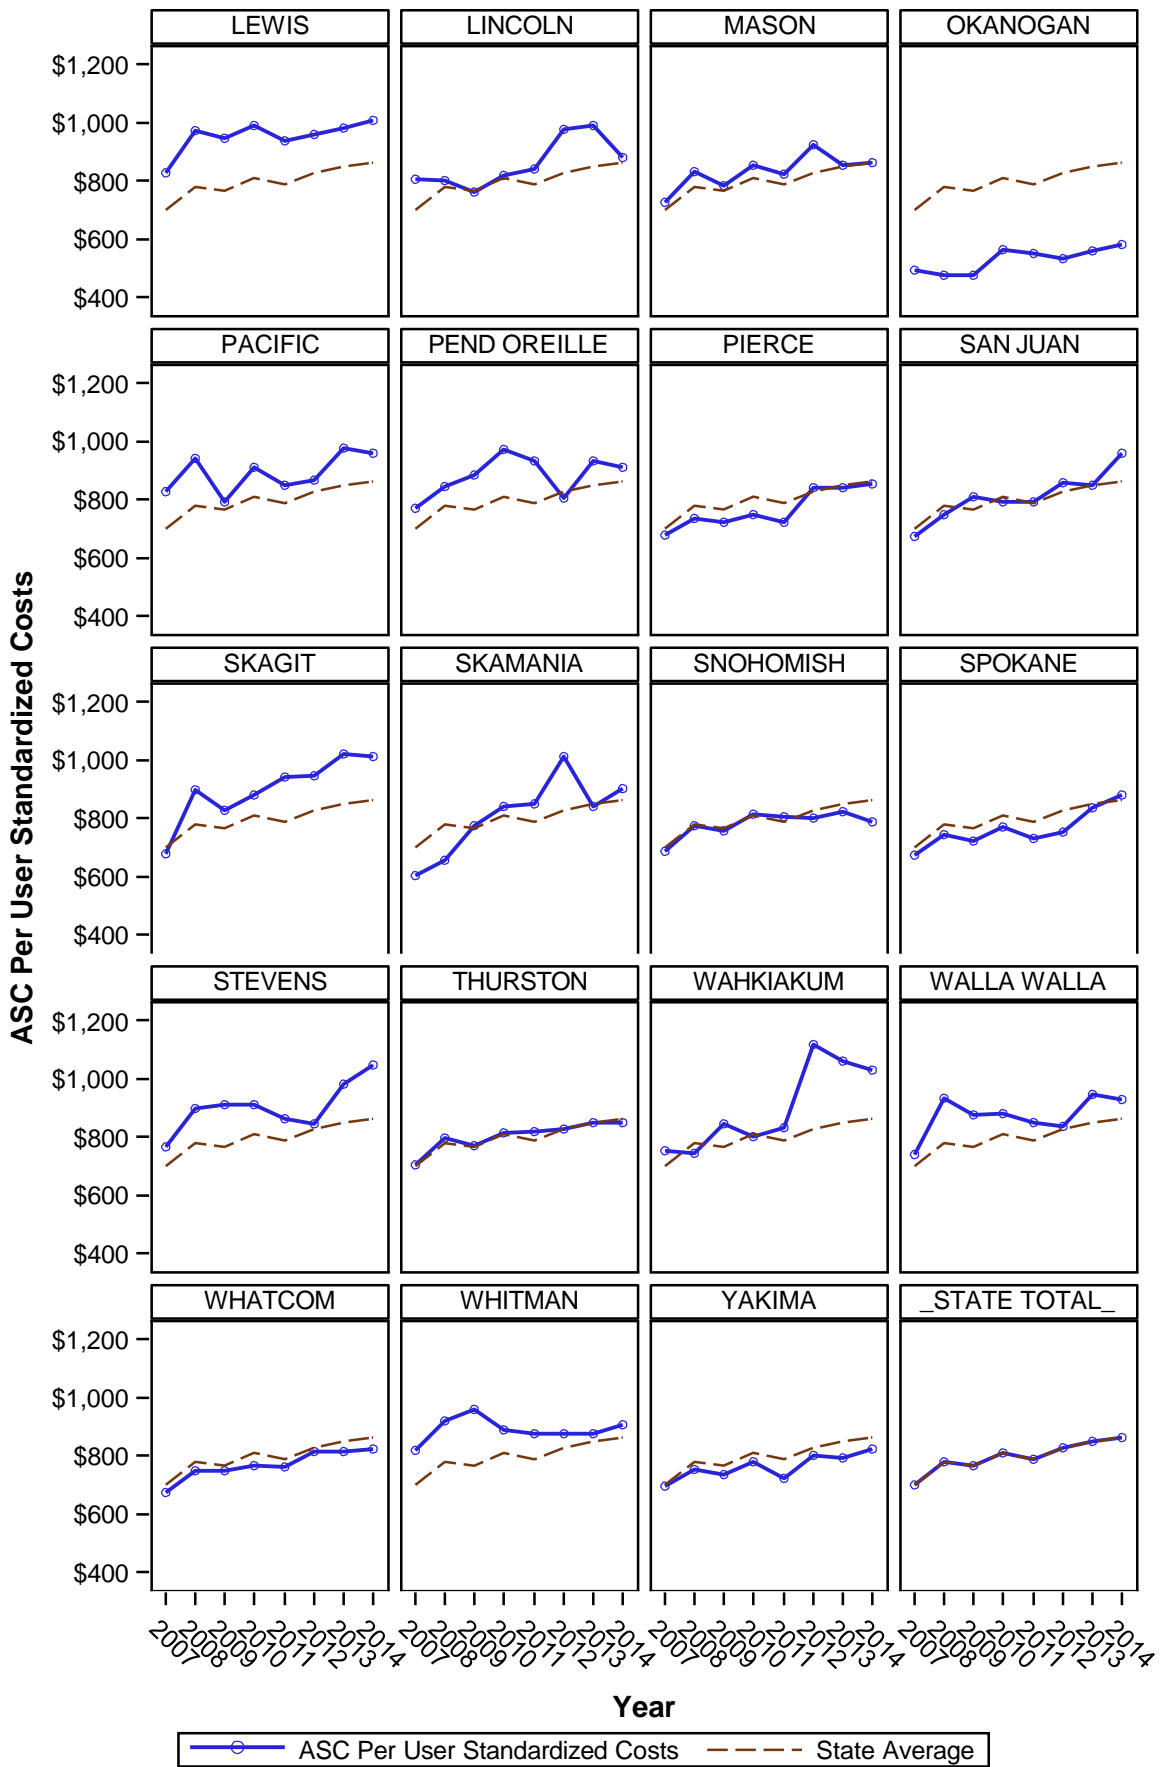 LEWIS LINCOLN MASON OKANOGAN
$1,200
$1,000
$800
$600
$400
PACIFIC PEND OREILLE PIERCE SAN JUAN
$1,200
$1,000
$800
$600
$400
SKAGIT SKAMANIA SNOHOMISH SPOKANE
$1,200
$1,000
$800
$600
$400
STEVENS THURSTON WAHKIAKUM WALLA WALLA
$1,200
$1,000
$800
$600
$400
WHATCOM WHITMAN YAKIMA _STATE TOTAL_
$1,200
$1,000
$800
$600
$400
ASC Per User Standardized Costs
2007 2008 2009 2010 2011 2012 2013 2014 2007 2008 2009 2010 2011 2012 2013 2014 2007 2008 2009 2010 2011 2012 2013 2014 2007 2008 2009 2010 2011 2012 2013 2014
Year
ASC Per User Standardized Costs State Average